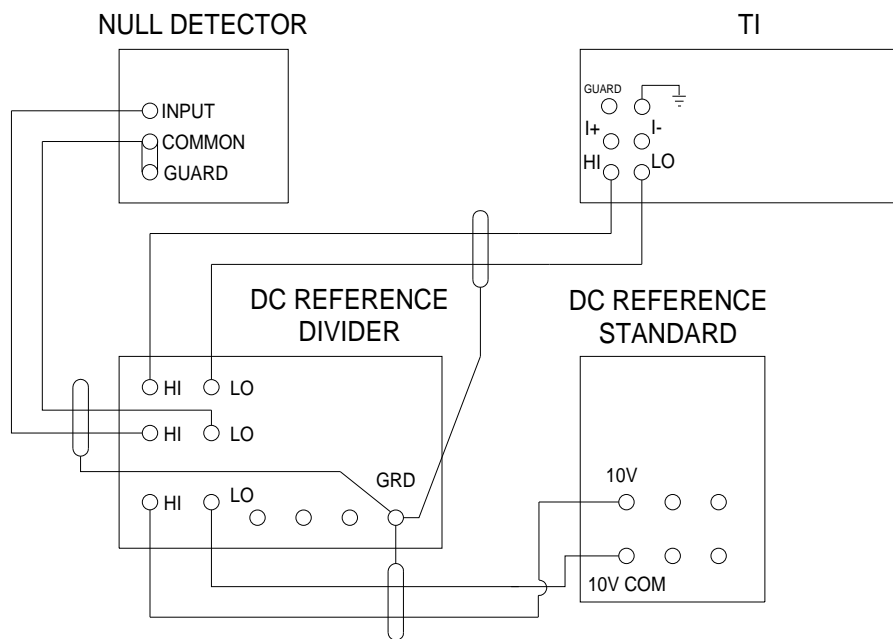 NULL DETECTOR
TI
INPUT
COMMON
GUARD
GUARD
I+
I-
HI
LO
DC REFERENCE
DIVIDER
DC REFERENCE
STANDARD
HI
LO
HI
LO
GRD
HI
LO
10V
10V COM